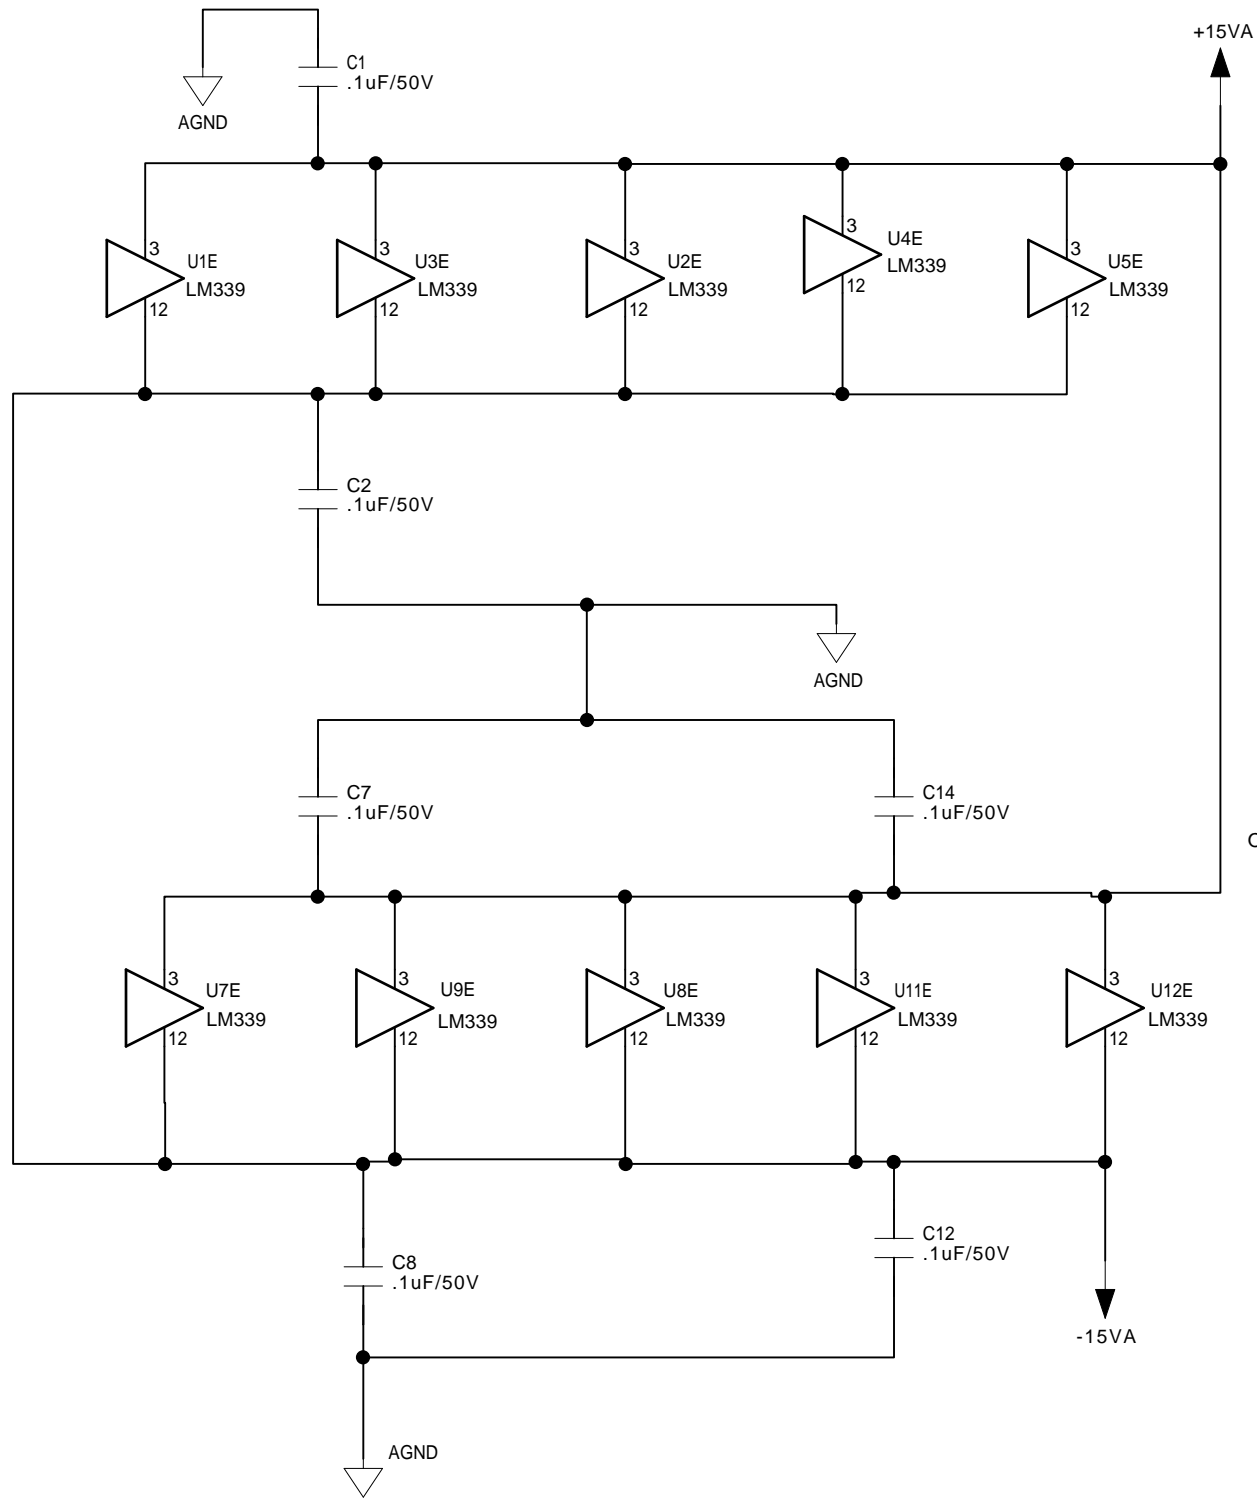 +15VA
C1
.1uF/50V
AGND
3
U1E
LM339
12
3
U3E
LM339
12
3
U2E
LM339
12
3
U4E
LM339
12
3
U5E
LM339
12
C2
.1uF/50V
AGND
C7
.1uF/50V
C14
.1uF/50V
3
U7E
LM339
12
3
U9E
LM339
12
3
U8E
LM339
12
3
U11E
LM339
12
3
U12E
LM339
12
C8
.1uF/50V
C12
.1uF/50V
-15VA
AGND